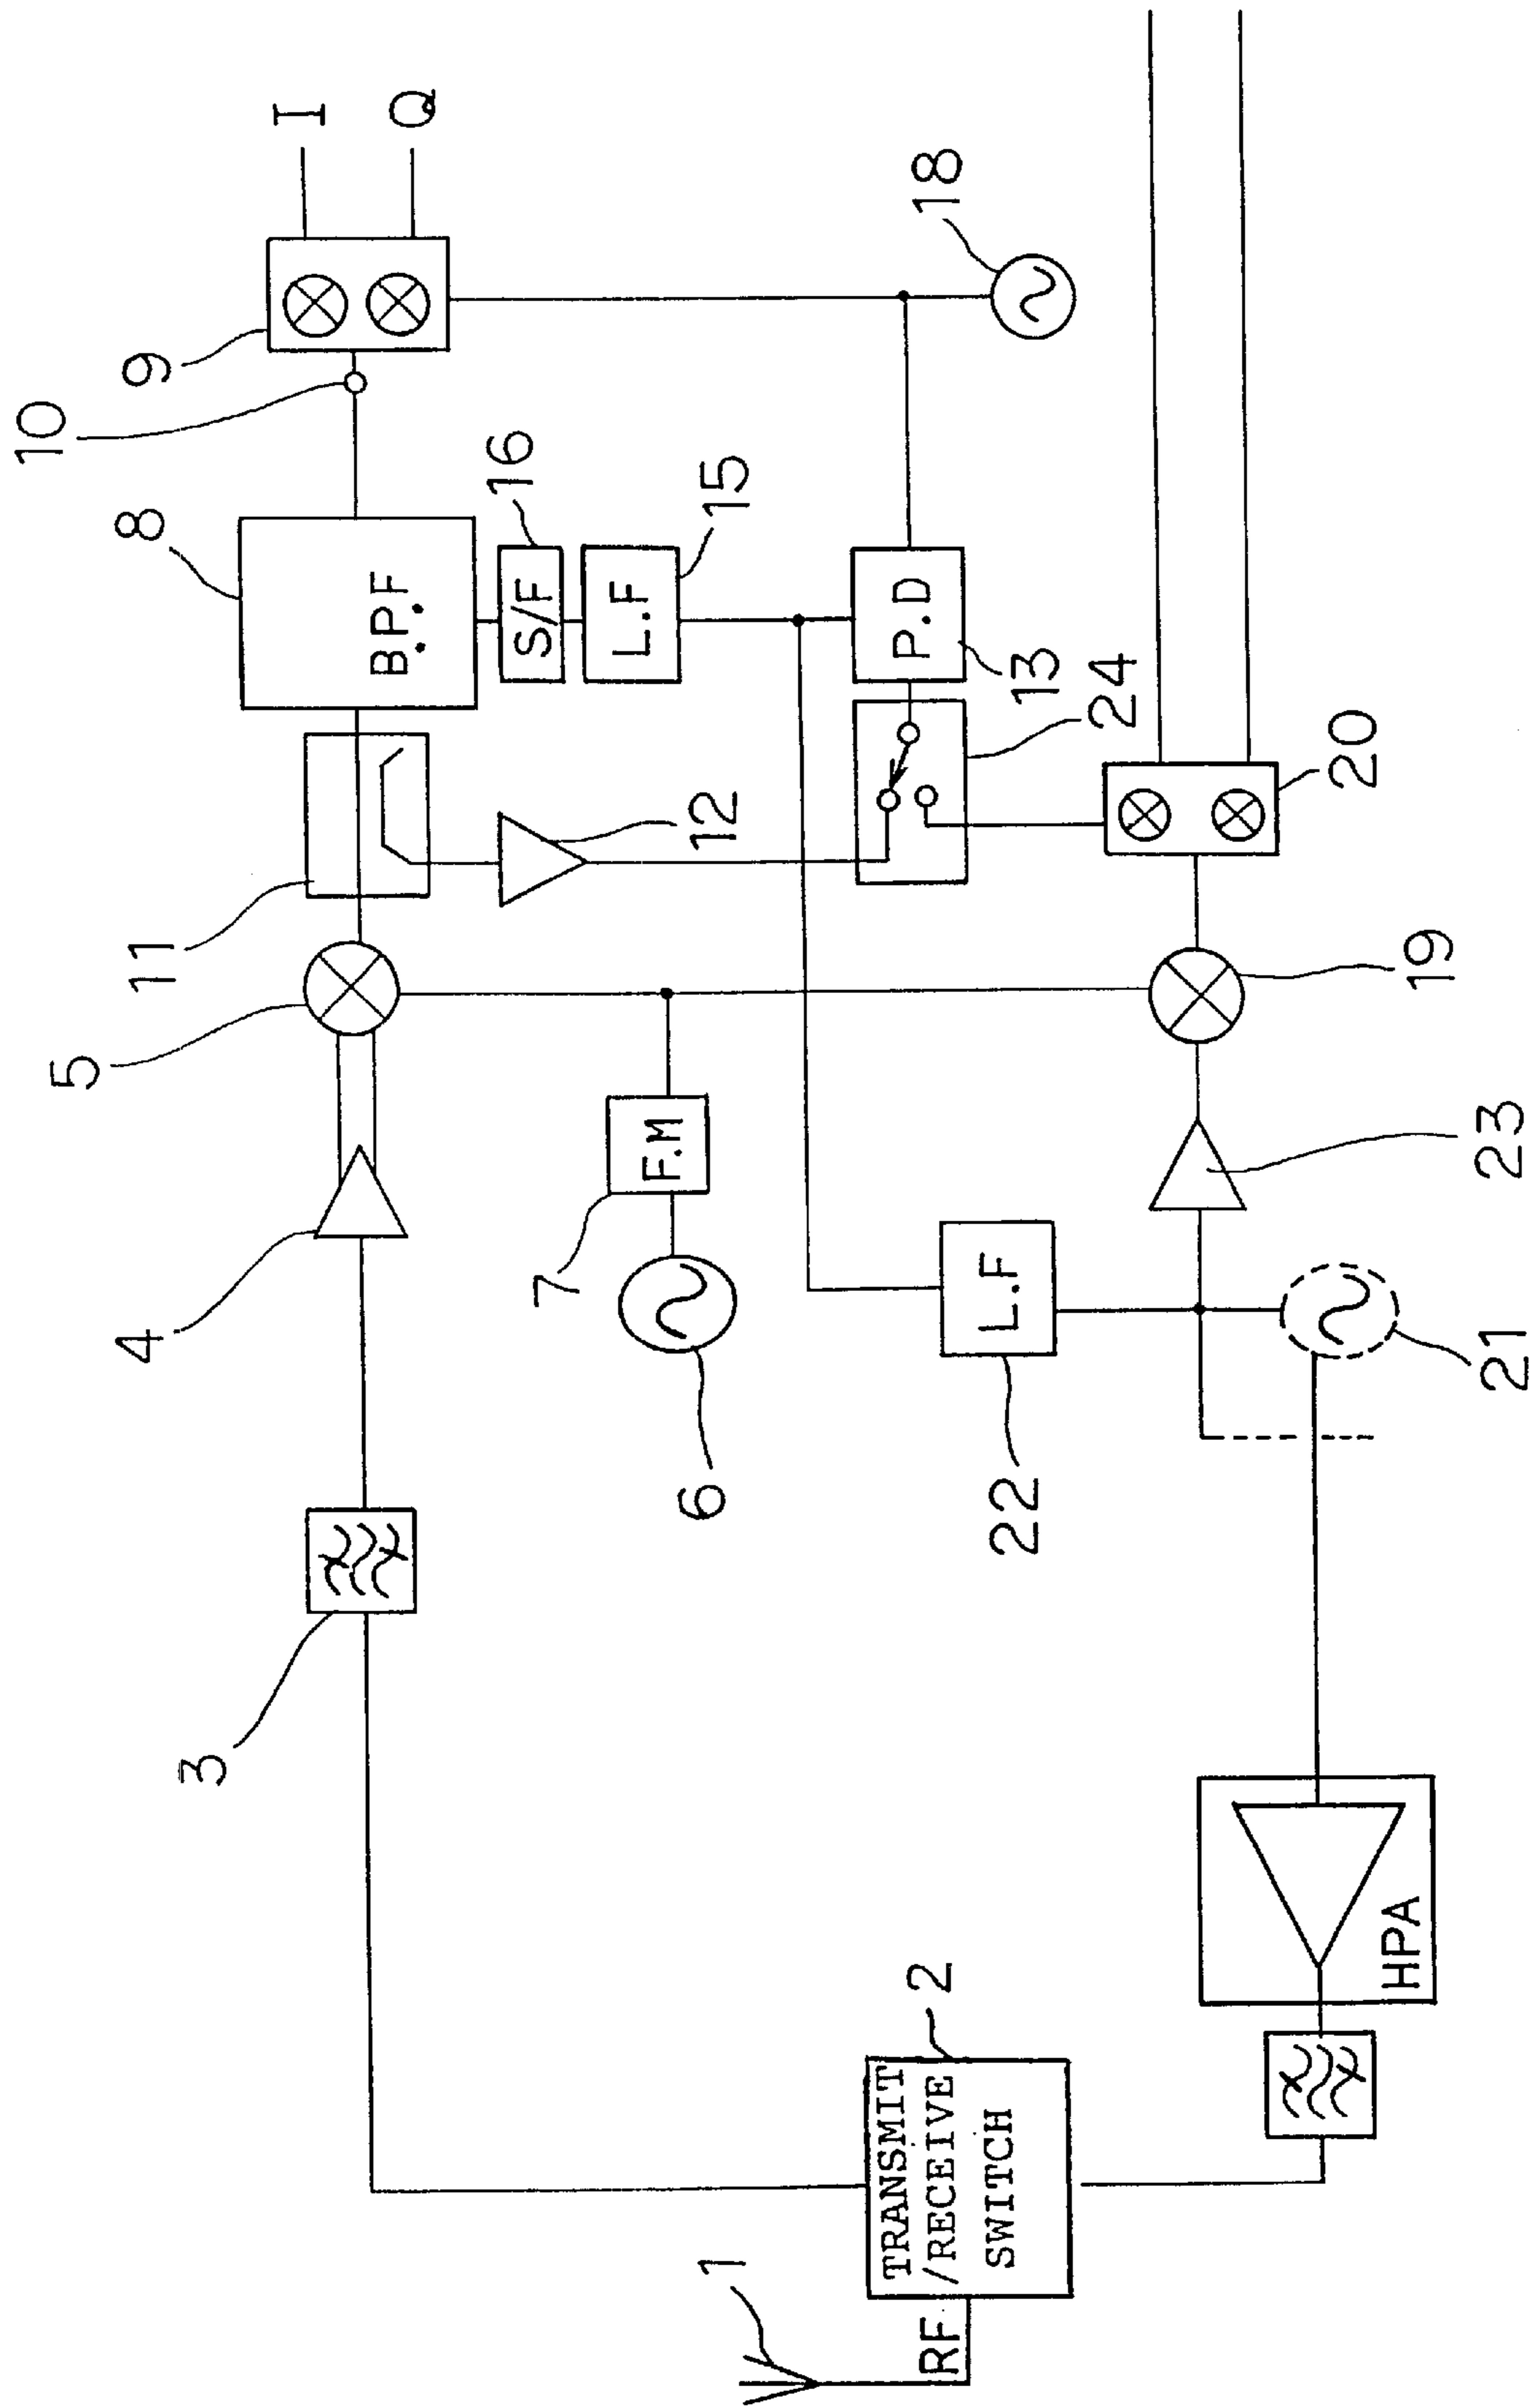 I
Q
9
10
18
8
B.P.F
16
S/F
15
L.F
P.D
13
24
11
12
20
5
19
4
7
F.M
23
6
L.F
22
21
3
HPA
2
TRANSMIT
/RECEIVE
SWITCH
1
RF